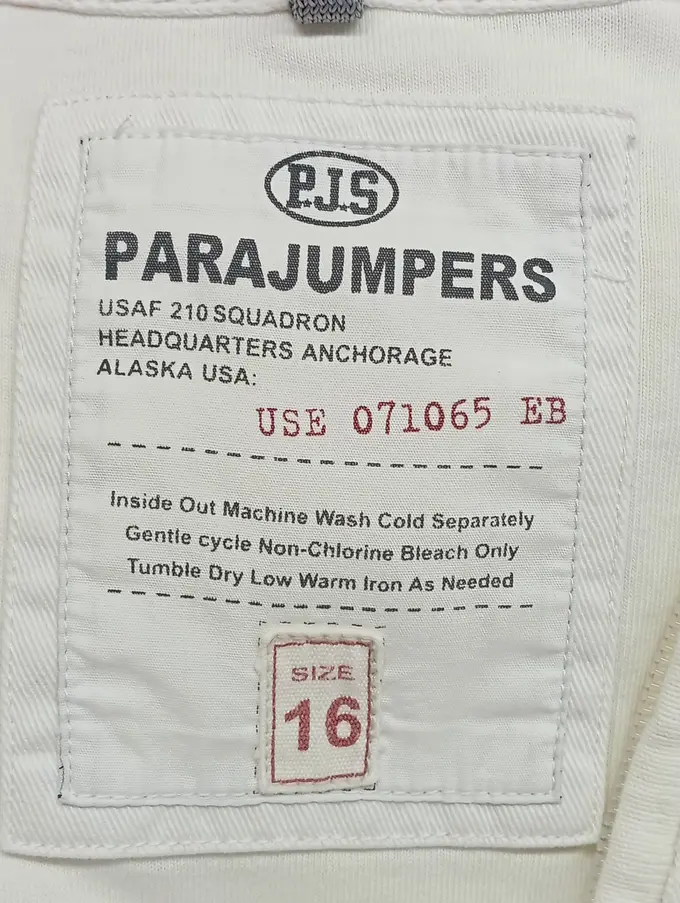 P.J.S
PARAJUMPERS
USAF 210 SQUADRON
HEADQUARTERS ANCHORAGE
ALASKA USA:
USE 071065 EB
Inside Out Machine Wash Cold Separately
Gentle cycle Non-Chlorine Bleach Only
Tumble Dry Low Warm Iron As Needed
SIZE
16